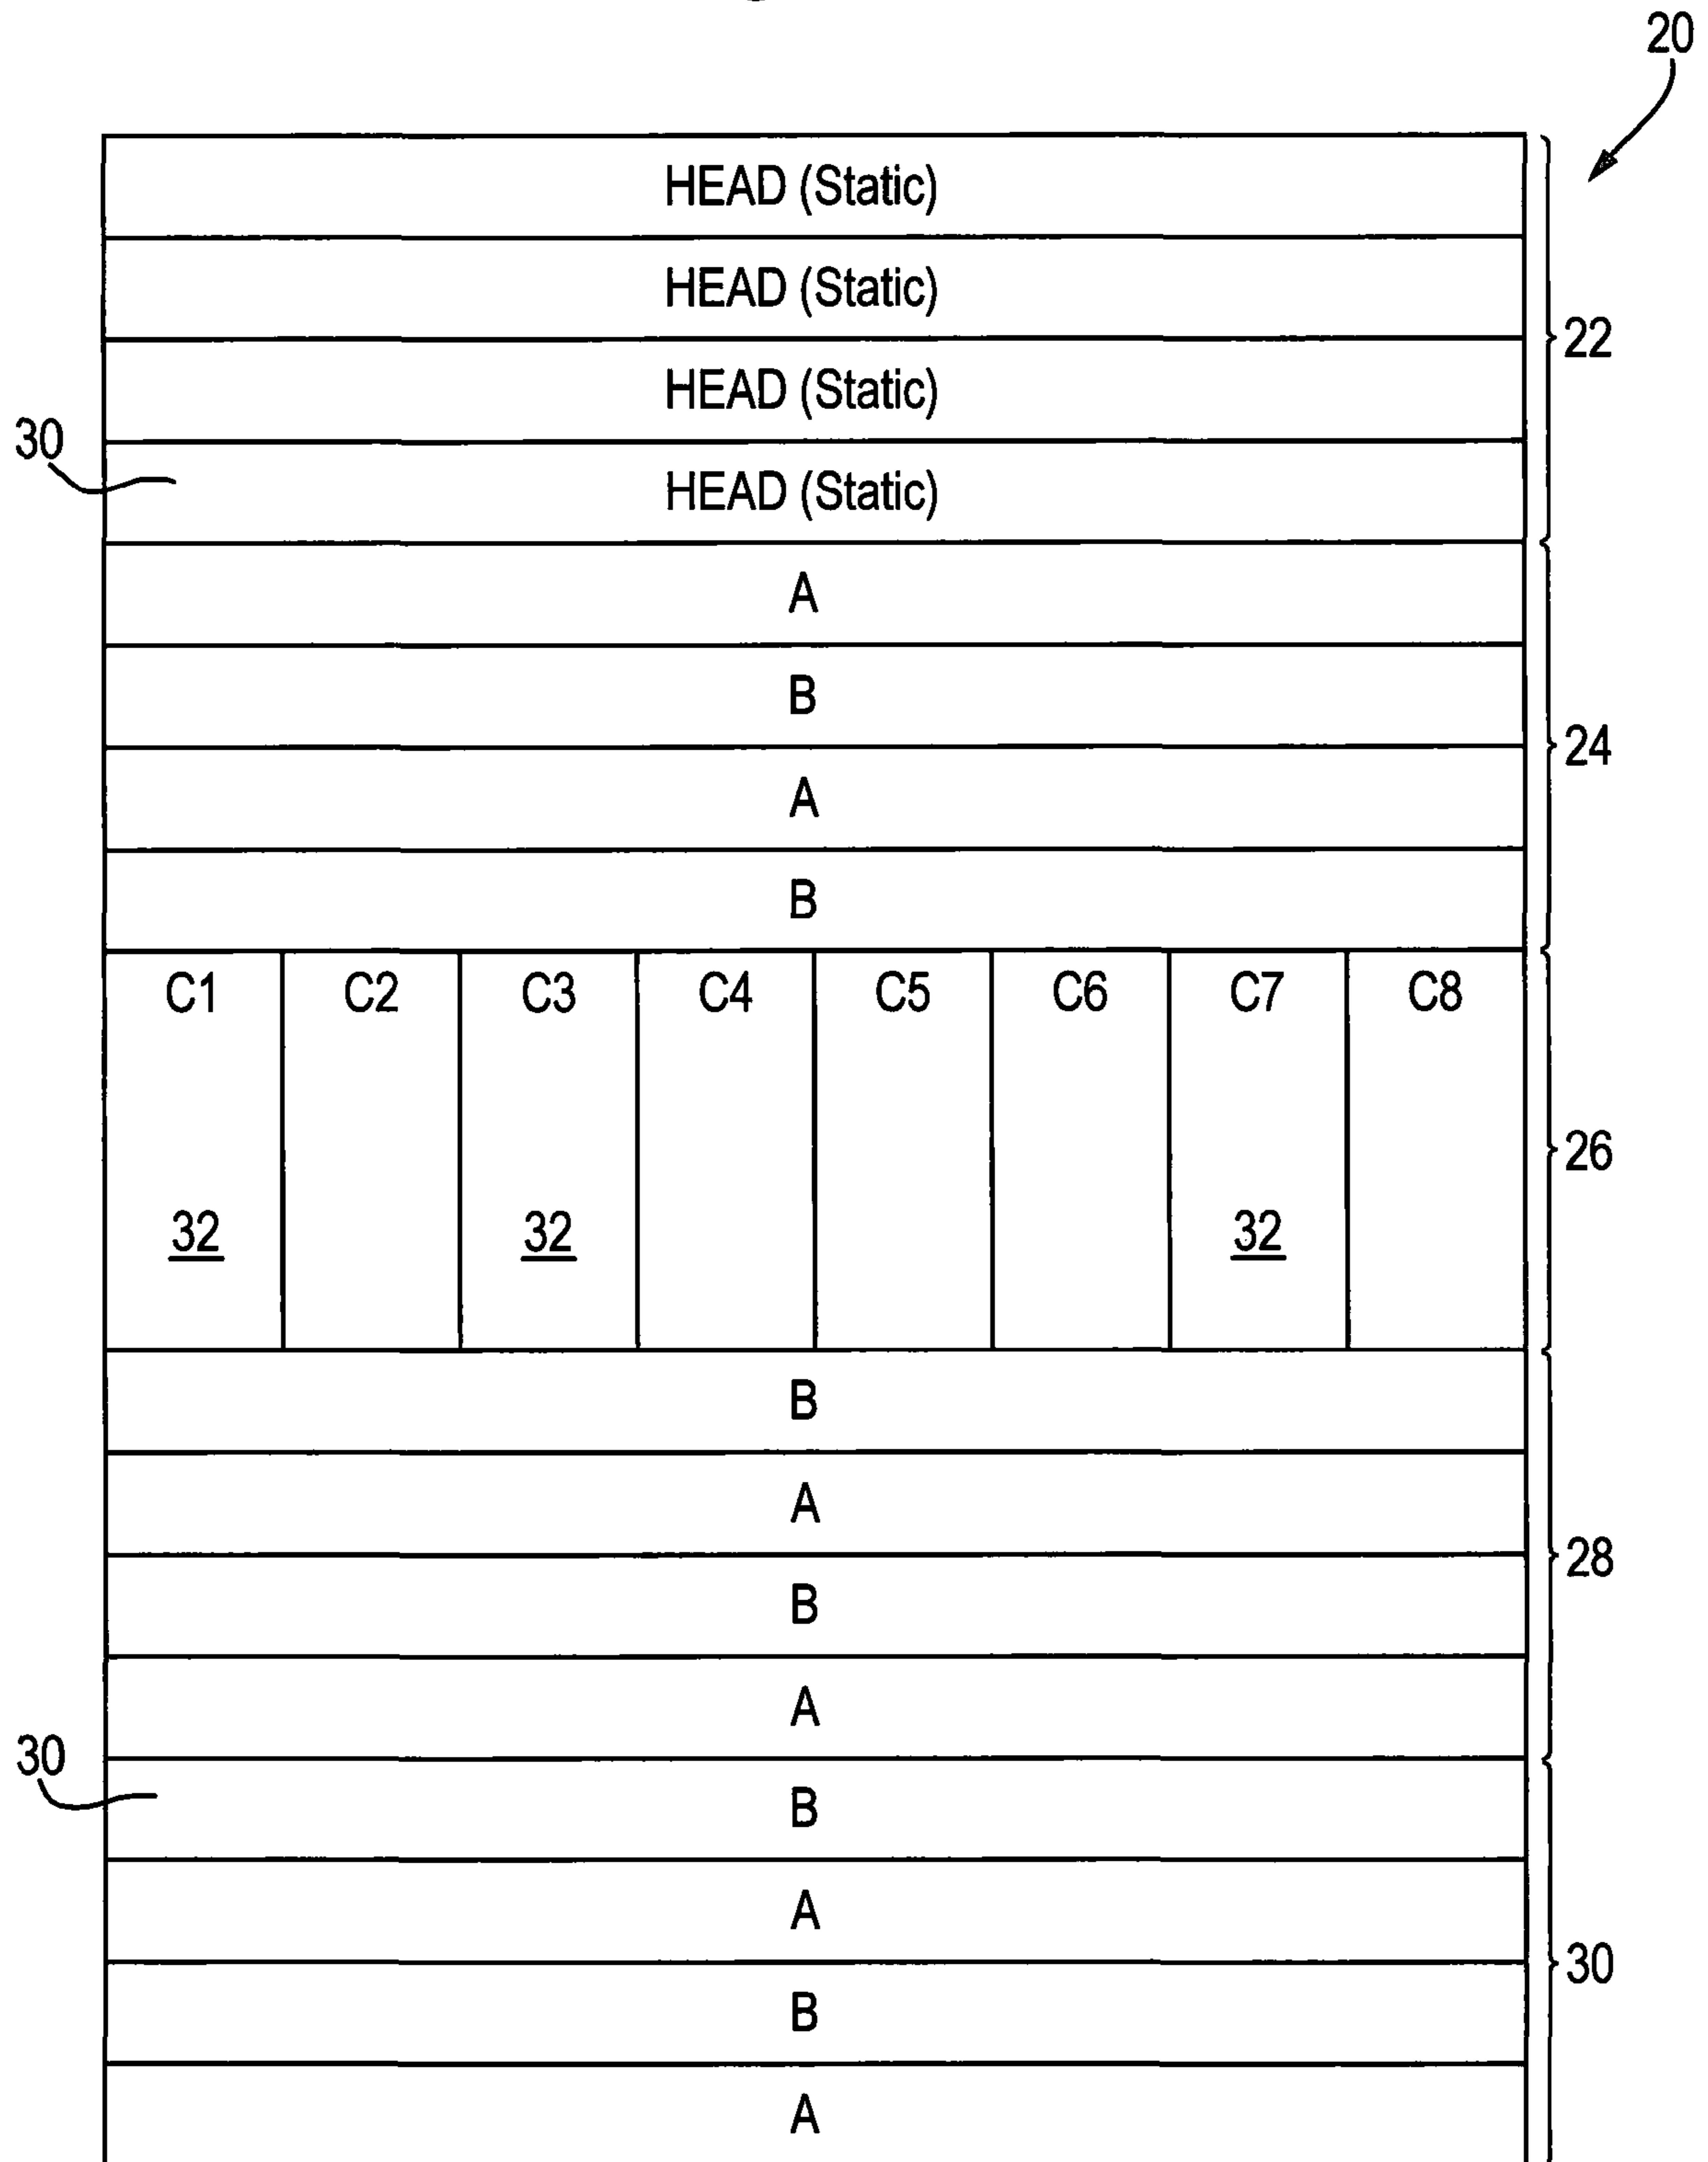 20
HEAD (Static)
HEAD (Static)
22
HEAD (Static)
30
HEAD (Static)
A
B
24
A
B
C1 C2 C3 C4 C5 C6 C7 C8
26
32 32 32
B
A
28
B
A
30
B
A
30
B
A